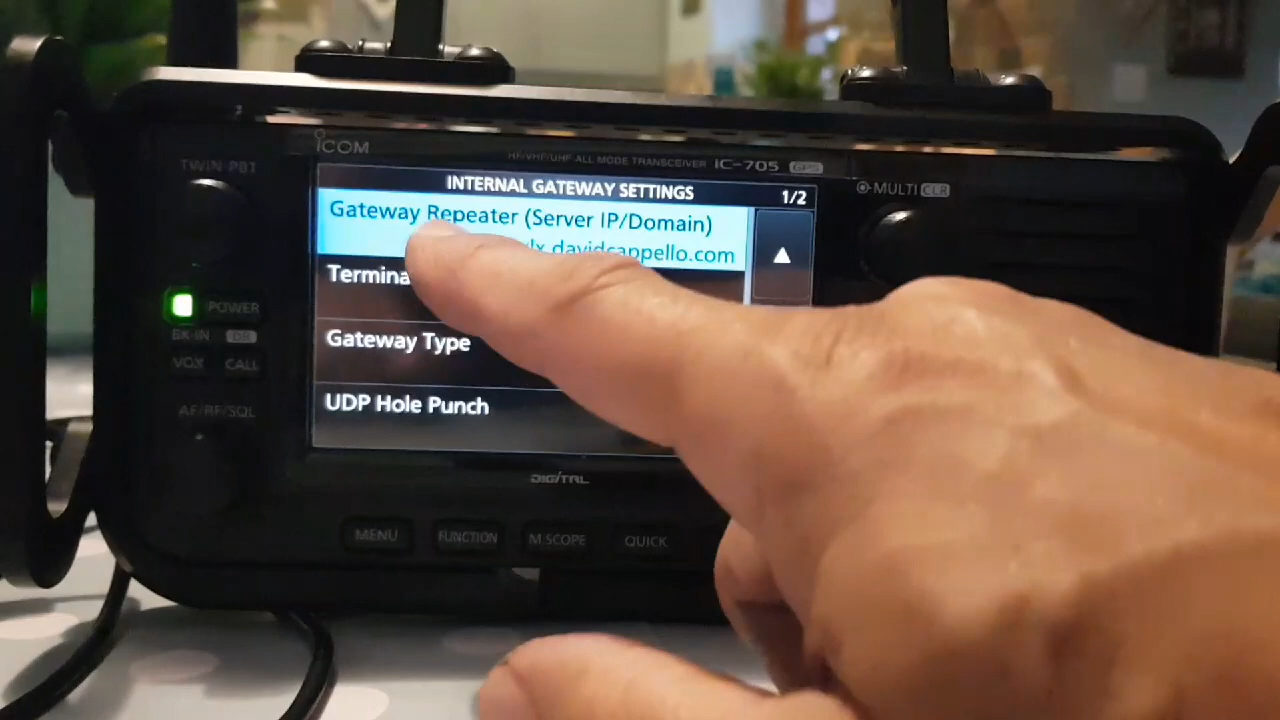 iCOM
HF/VHF/UHF ALL MODE TRANSCEIVER IC-705 GPS
TWIN PBT
MULTI CLR
INTERNAL GATEWAY SETTINGS 1/2
Gateway Repeater (Server IP/Domain)
davidcappello.com
POWER
VOX CALL
AF/RF/SQL
Gateway Type
UDP Hole Punch
DIGITAL
MENU FUNCTION M.SCOPE QUICK